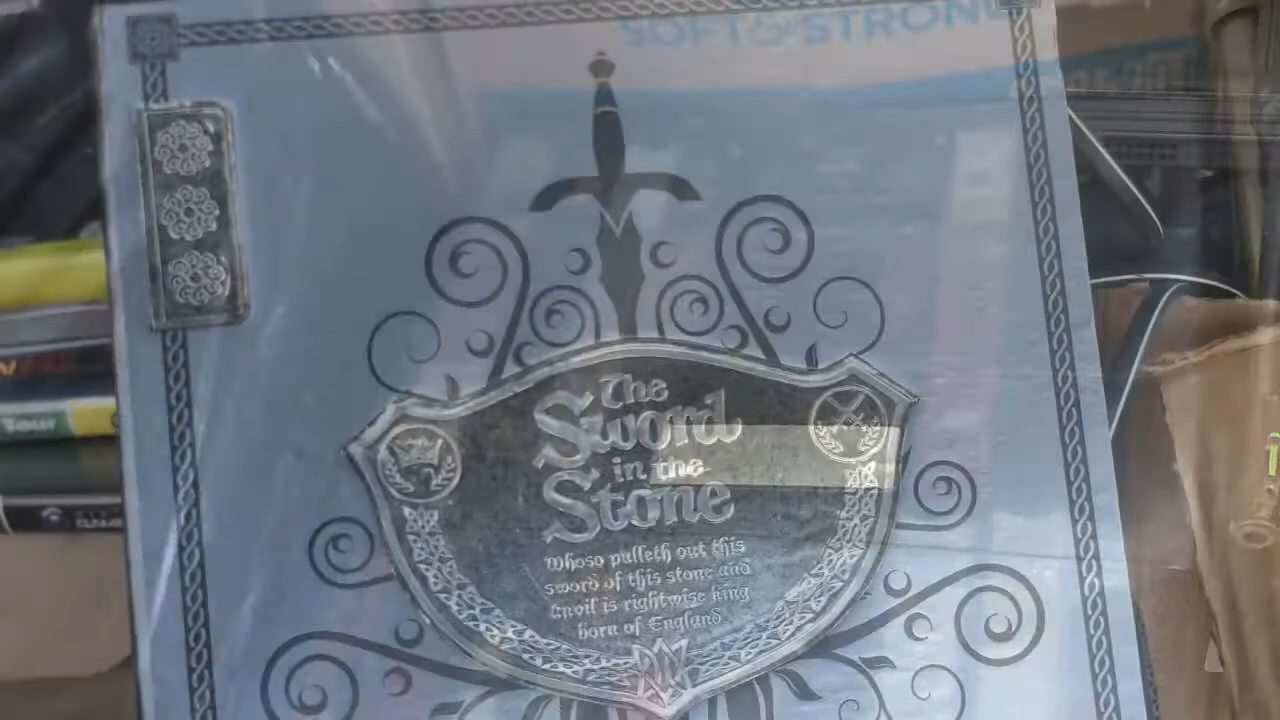 SOFT & STRONG
The
Sword
in the
Stone
Whoso pulleth out this
sword of this stone and
anvil is rightwise king
born of England
Tour